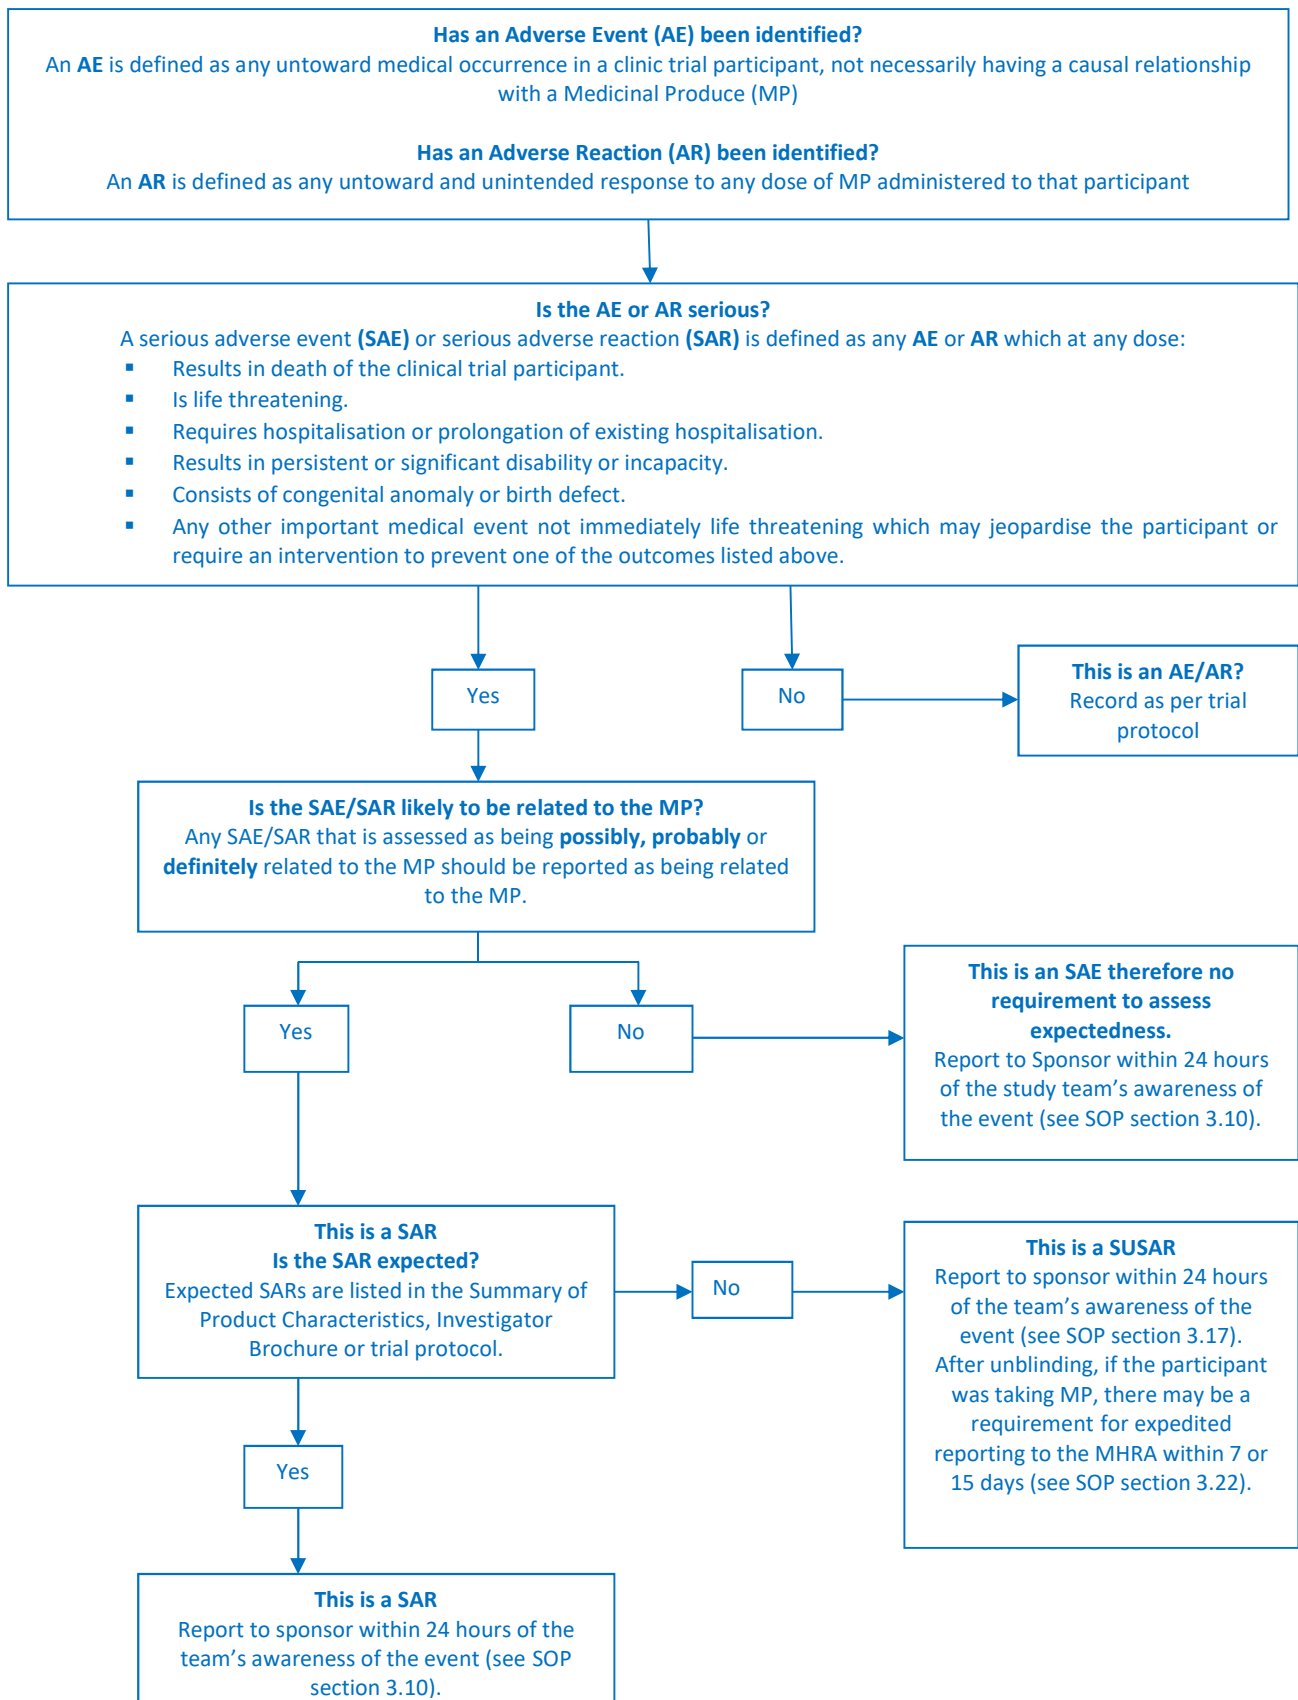 Has an Adverse Event (AE) been identified?
An AE is defined as any untoward medical occurrence in a clinic trial participant, not necessarily having a causal relationship
with a Medicinal Produce (MP)
Has an Adverse Reaction (AR) been identified?
An AR is defined as any untoward and unintended response to any dose of MP administered to that participant
Is the AE or AR serious?
A serious adverse event (SAE) or serious adverse reaction (SAR) is defined as any AE or AR which at any dose:
▪ Results in death of the clinical trial participant.
▪ Is life threatening.
▪ Requires hospitalisation or prolongation of existing hospitalisation.
▪ Results in persistent or significant disability or incapacity.
▪ Consists of congenital anomaly or birth defect.
▪ Any other important medical event not immediately life threatening which may jeopardise the participant or
require an intervention to prevent one of the outcomes listed above.
Yes
No
This is an AE/AR?
Record as per trial
protocol
Is the SAE/SAR likely to be related to the MP?
Any SAE/SAR that is assessed as being possibly, probably or
definitely related to the MP should be reported as being related
to the MP.
Yes
No
This is an SAE therefore no
requirement to assess
expectedness.
Report to Sponsor within 24 hours
of the study team’s awareness of
the event (see SOP section 3.10).
This is a SAR
Is the SAR expected?
Expected SARs are listed in the Summary of
Product Characteristics, Investigator
Brochure or trial protocol.
No
This is a SUSAR
Report to sponsor within 24 hours
of the team’s awareness of the
event (see SOP section 3.17).
After unblinding, if the participant
was taking MP, there may be a
requirement for expedited
reporting to the MHRA within 7 or
15 days (see SOP section 3.22).
Yes
This is a SAR
Report to sponsor within 24 hours of the
team’s awareness of the event (see SOP
section 3.10).